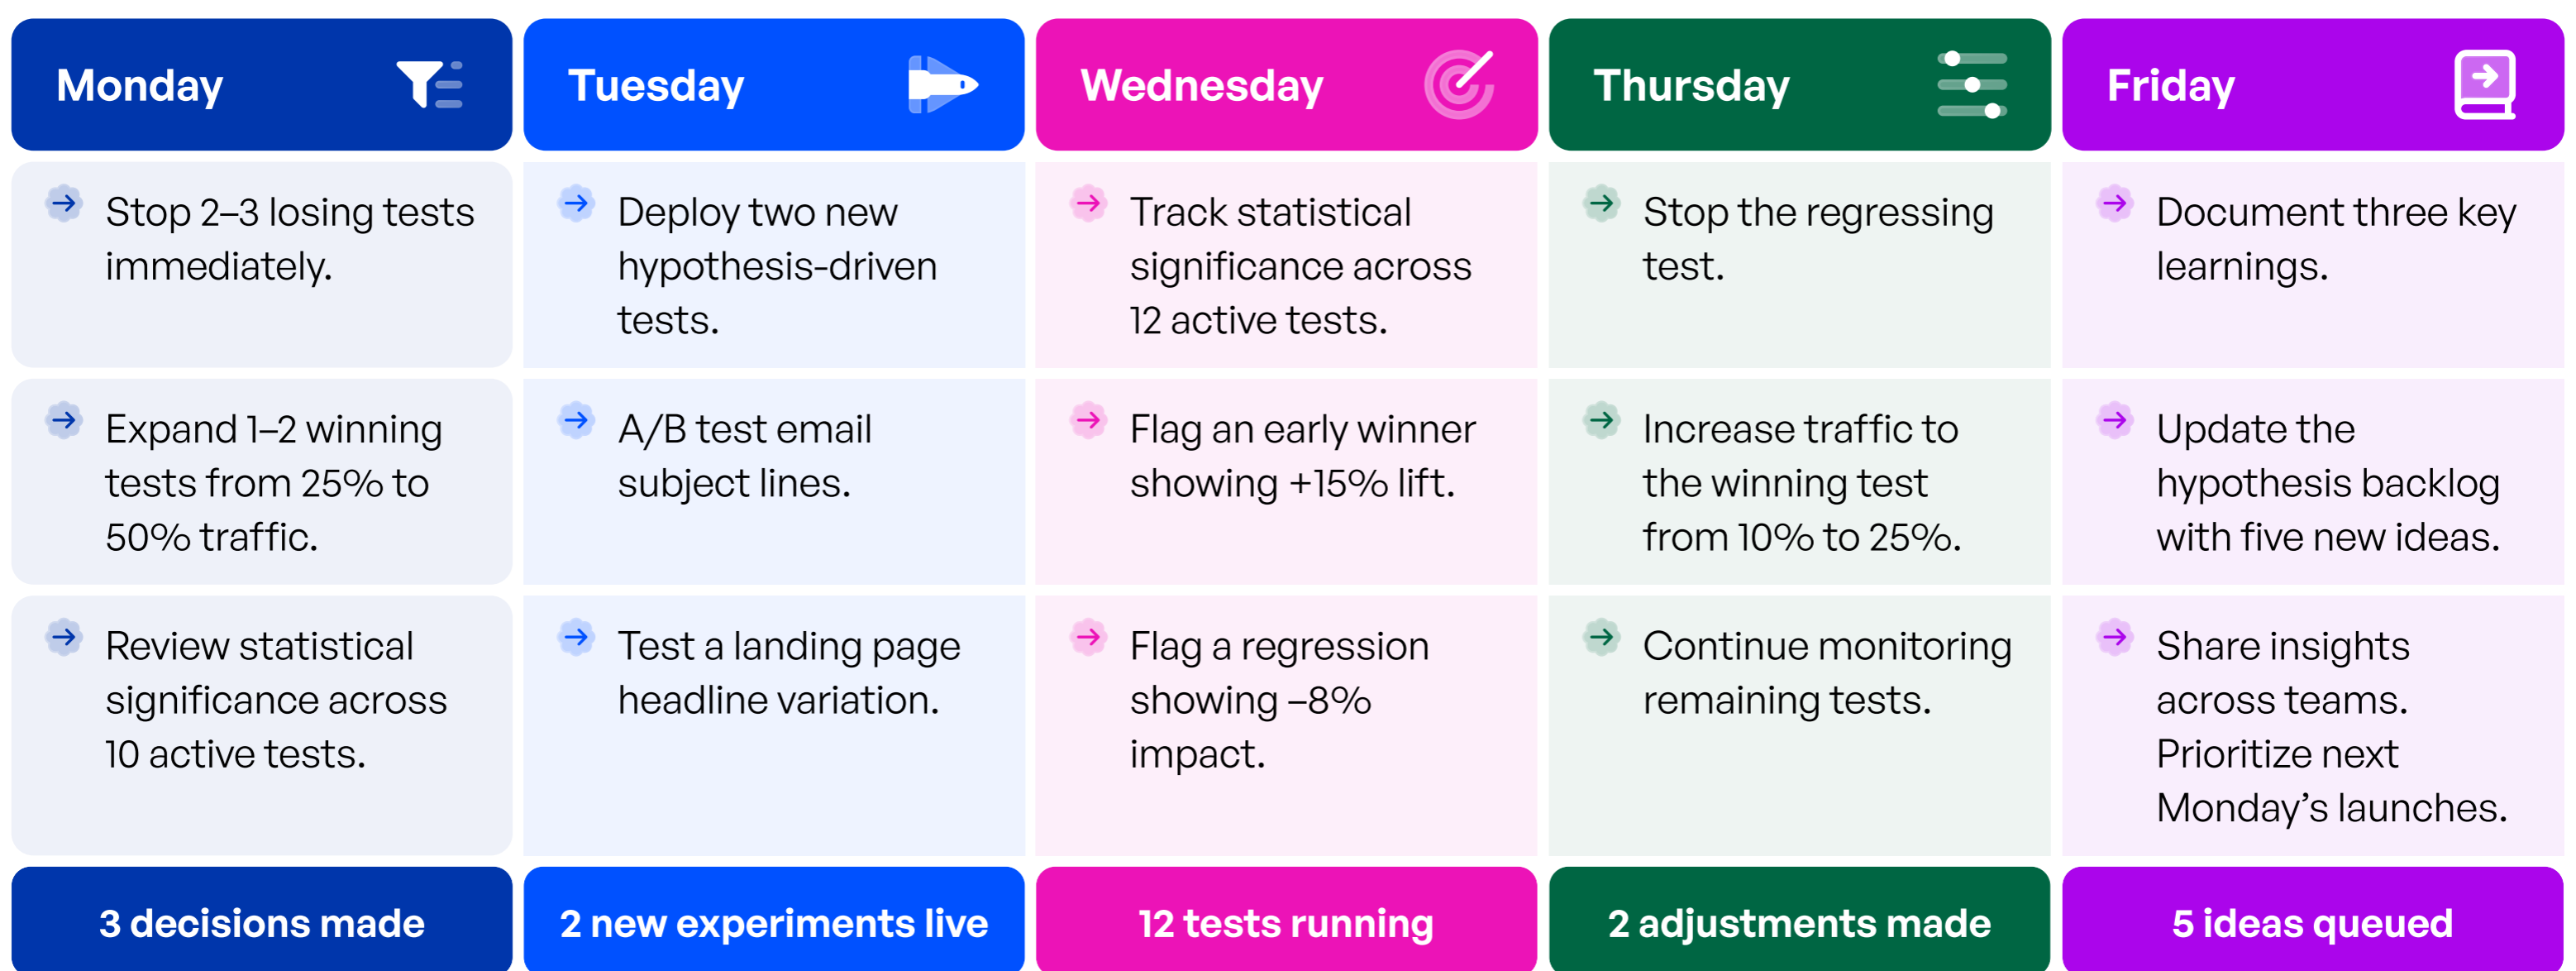 Monday
Tuesday
Wednesday
Thursday
Friday
Stop 2–3 losing tests
immediately.
Deploy two new
hypothesis-driven
tests.
Track statistical
significance across
12 active tests.
Stop the regressing
test.
Document three key
learnings.
Expand 1–2 winning
tests from 25% to
50% traffic.
A/B test email
subject lines.
Flag an early winner
showing +15% lift.
Increase traffic to
the winning test
from 10% to 25%.
Update the
hypothesis backlog
with five new ideas.
Review statistical
significance across
10 active tests.
Test a landing page
headline variation.
Flag a regression
showing –8%
impact.
Continue monitoring
remaining tests.
Share insights
across teams.
Prioritize next
Monday’s launches.
3 decisions made
2 new experiments live
12 tests running
2 adjustments made
5 ideas queued